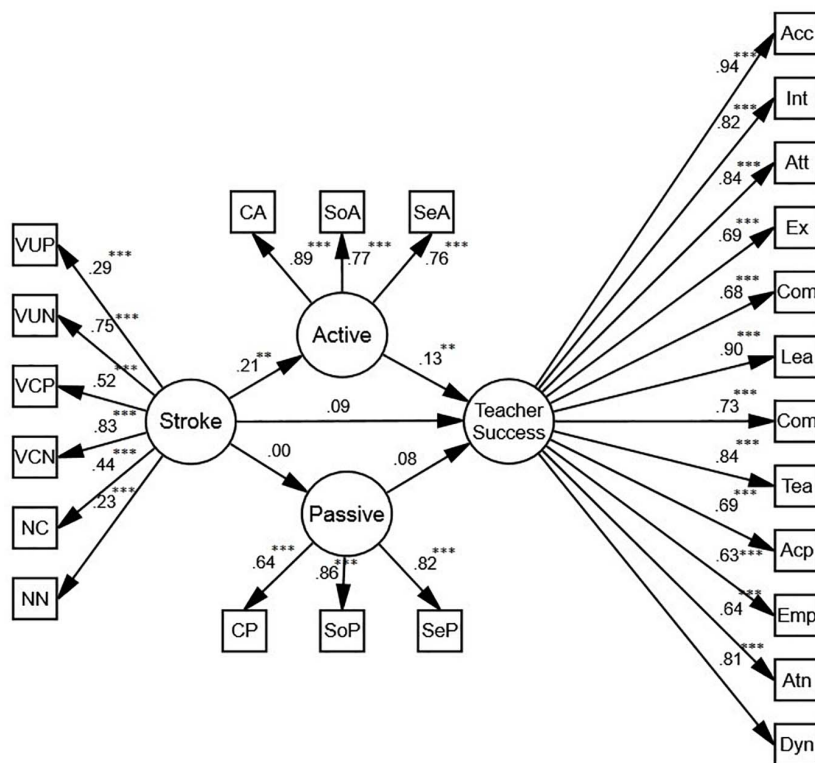 Acc
.94***
Int
.82***
Att
.84***
CA
SoA
SeA
Ex
.69***
VUP
.89***
.77***
.76***
.29***
Com
.68***
VUN
Active
.75***
Lea
.90***
.21**
.13**
VCP
.52***
Stroke
.09
Teacher
Success
.73***
Com
VCN
.83***
.44***
.00
.08
.84***
Tea
NC
.23***
Passive
.69***
Acp
.64***
.86***
.82***
.63***
NN
Emp
CP
SoP
SeP
.64***
Atn
.81***
Dyn